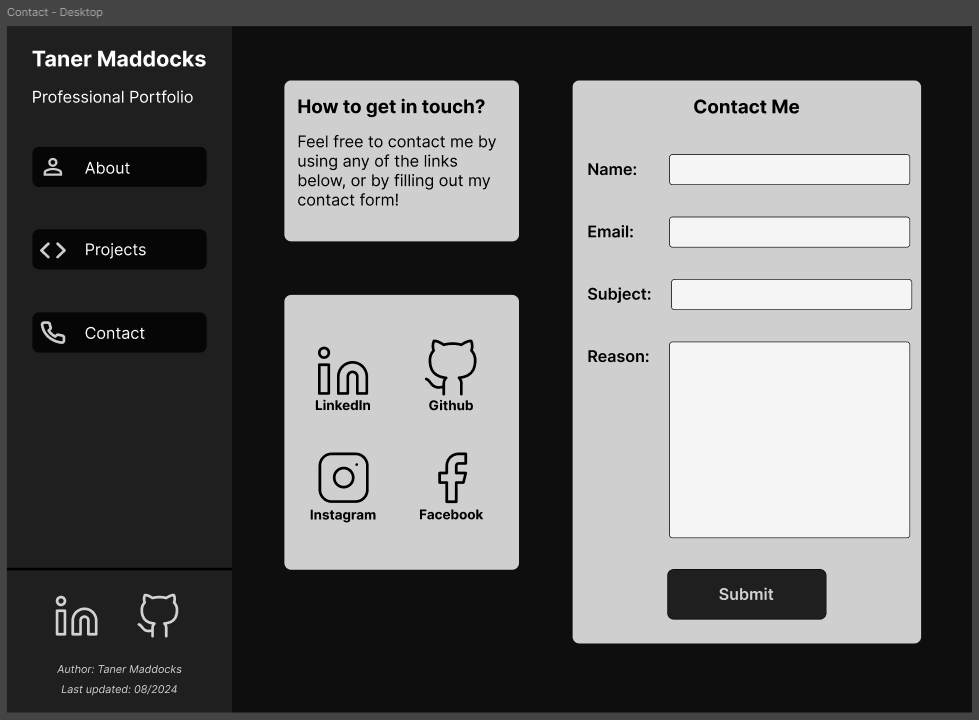 Contact - Desktop
Taner Maddocks
Professional Portfolio
About
Projects
Contact
Author: Taner Maddocks
Last updated: 08/2024
How to get in touch?
Feel free to contact me by
using any of the links
below, or by filling out my
contact form!
LinkedIn
Github
Instagram
Facebook
Contact Me
Name:
Email:
Subject:
Reason:
Submit